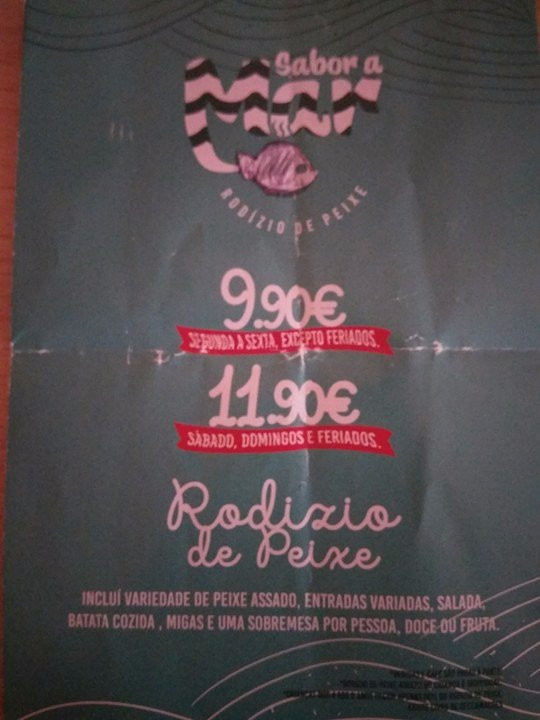 Sabor a
Mar
RODÍZIO DE PEIXE
9.90€
SEGUNDA A SEXTA, EXCEPTO FERIADOS.
11.90€
SÁBADO, DOMINGOS E FERIADOS.
Rodizio
de Peixe
INCLUÍ VARIEDADE DE PEIXE ASSADO, ENTRADAS VARIADAS, SALADA,
BATATA COZIDA , MIGAS E UMA SOBREMESA POR PESSOA, DOCE OU FRUTA.